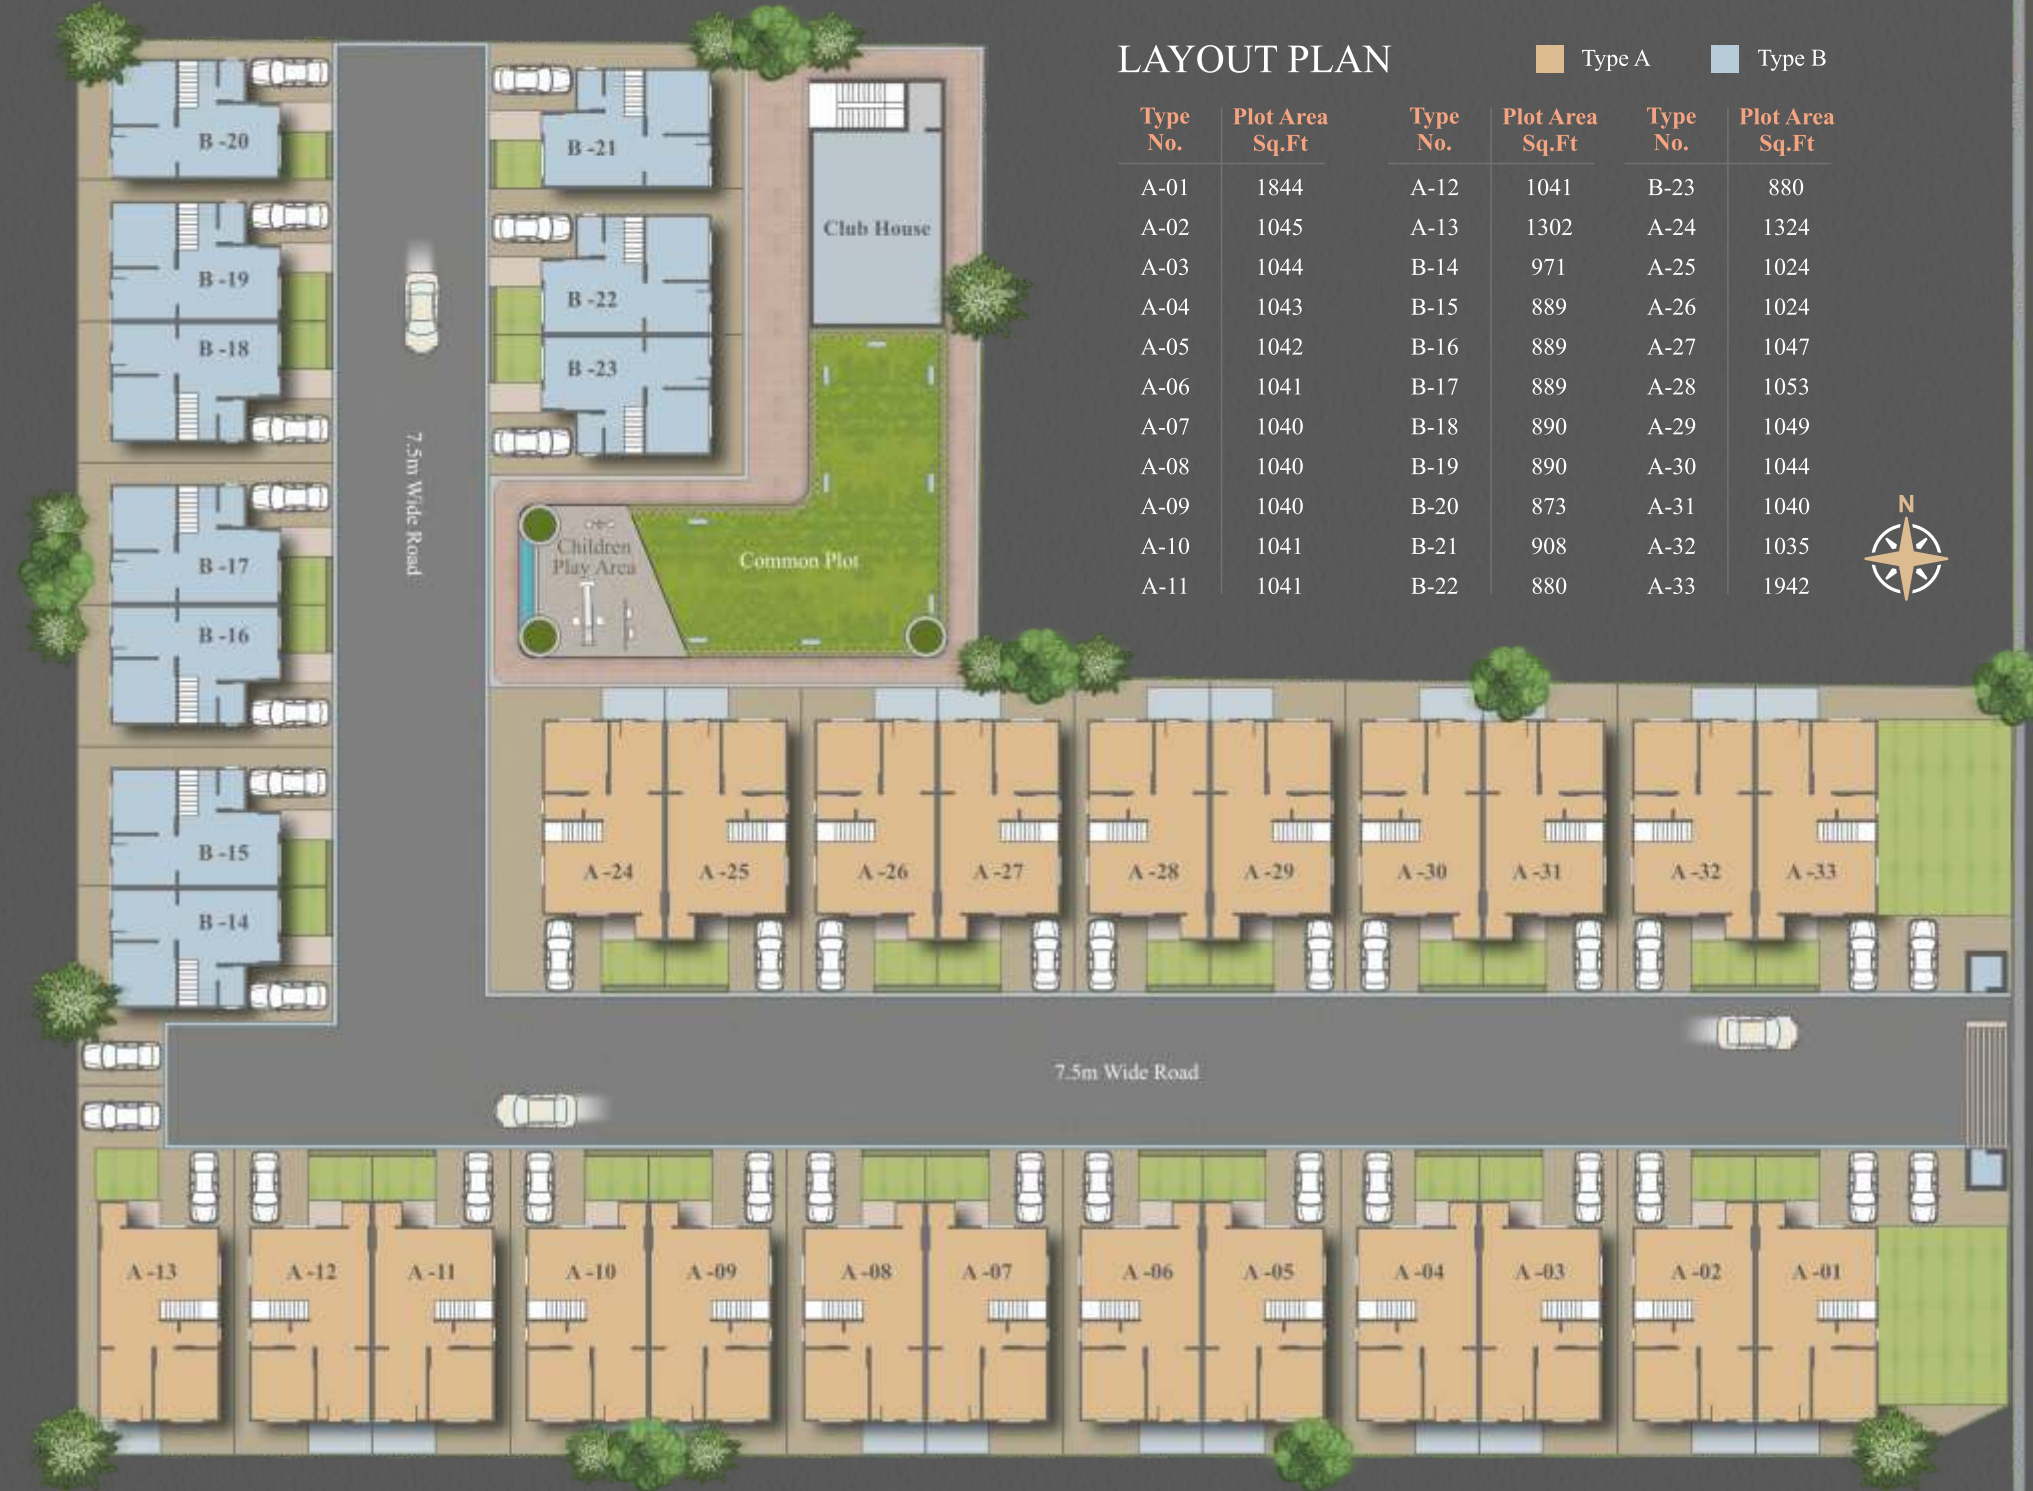 LAYOUT PLAN
Type A
Type B
Type No. Plot Area Sq.Ft Type No. Plot Area Sq.Ft Type No. Plot Area Sq.Ft
A-01 1844 A-12 1041 B-23 880
A-02 1045 A-13 1302 A-24 1324
A-03 1044 B-14 971 A-25 1024
A-04 1043 B-15 889 A-26 1024
A-05 1042 B-16 889 A-27 1047
A-06 1041 B-17 889 A-28 1053
A-07 1040 B-18 890 A-29 1049
A-08 1040 B-19 890 A-30 1044
A-09 1040 B-20 873 A-31 1040
A-10 1041 B-21 908 A-32 1035
A-11 1041 B-22 880 A-33 1942
N
B -20
B -21
Club House
B -19
B -22
B -18
B -23
7.5m Wide Road
Children
Play Area
Common Plot
B -17
B -16
B -15
B -14
A -24 A -25 A -26 A -27 A -28 A -29 A -30 A -31 A -32 A -33
7.5m Wide Road
A -13 A -12 A -11 A -10 A -09 A -08 A -07 A -06 A -05 A -04 A -03 A -02 A -01